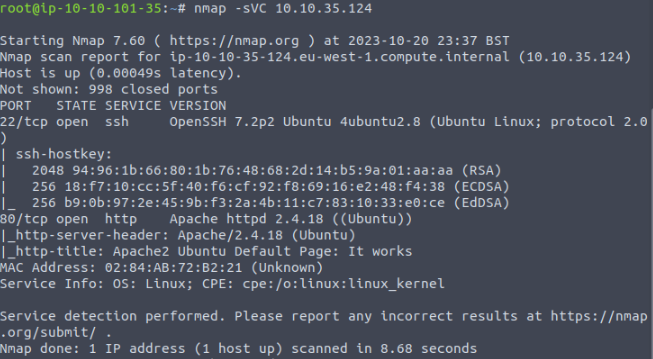 root@ip-10-10-101-35:~# nmap -sVC 10.10.35.124

Starting Nmap 7.60 ( https://nmap.org ) at 2023-10-20 23:37 BST
Nmap scan report for ip-10-10-35-124.eu-west-1.compute.internal (10.10.35.124)
Host is up (0.00049s latency).
Not shown: 998 closed ports
PORT   STATE SERVICE VERSION
22/tcp open  ssh     OpenSSH 7.2p2 Ubuntu 4ubuntu2.8 (Ubuntu Linux; protocol 2.0
)
| ssh-hostkey:
|   2048 94:96:1b:66:80:1b:76:48:68:2d:14:b5:9a:01:aa:aa (RSA)
|   256 18:f7:10:cc:5f:40:f6:cf:92:f8:69:16:e2:48:f4:38 (ECDSA)
|_  256 b9:0b:97:2e:45:9b:f3:2a:4b:11:c7:83:10:33:e0:ce (EdDSA)
80/tcp open  http    Apache httpd 2.4.18 ((Ubuntu))
|_http-server-header: Apache/2.4.18 (Ubuntu)
|_http-title: Apache2 Ubuntu Default Page: It works
MAC Address: 02:84:AB:72:B2:21 (Unknown)
Service Info: OS: Linux; CPE: cpe:/o:linux:linux_kernel

Service detection performed. Please report any incorrect results at https://nmap
.org/submit/ .
Nmap done: 1 IP address (1 host up) scanned in 8.68 seconds